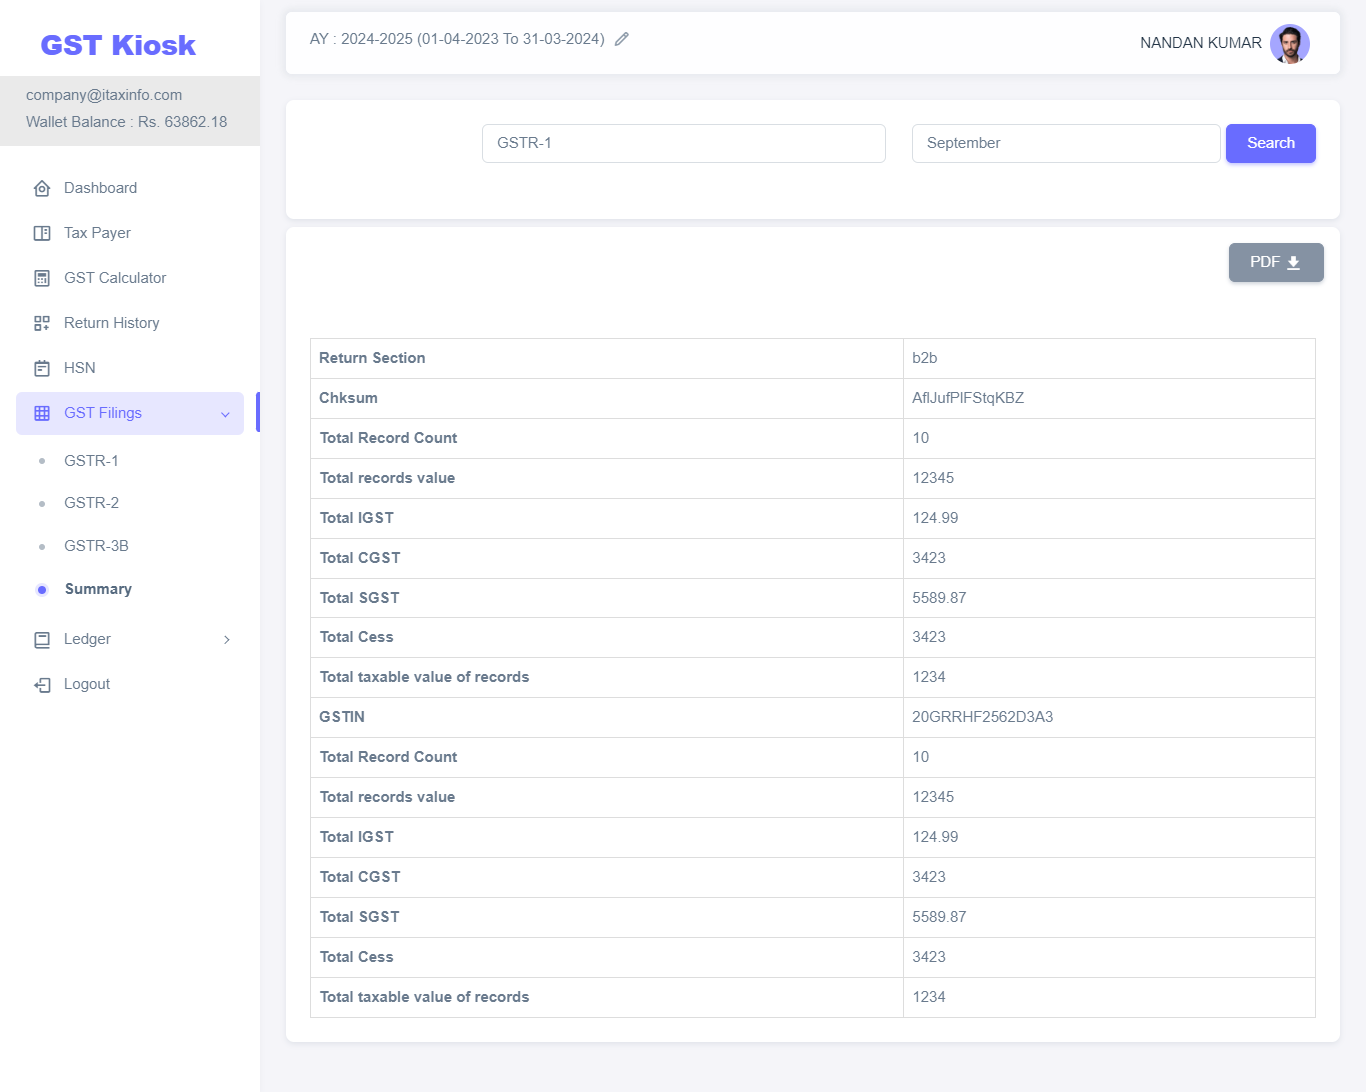 GST Kiosk
company@itaxinfo.com
Wallet Balance : Rs. 63862.18
Dashboard
Tax Payer
GST Calculator
Return History
HSN
GST Filings
GSTR-1
GSTR-2
GSTR-3B
Summary
Ledger
Logout
AY : 2024-2025 (01-04-2023 To 31-03-2024)
NANDAN KUMAR
GSTR-1
September
Search
PDF
Return Section b2b
Chksum AflJufPlFStqKBZ
Total Record Count 10
Total records value 12345
Total IGST 124.99
Total CGST 3423
Total SGST 5589.87
Total Cess 3423
Total taxable value of records 1234
GSTIN 20GRRHF2562D3A3
Total Record Count 10
Total records value 12345
Total IGST 124.99
Total CGST 3423
Total SGST 5589.87
Total Cess 3423
Total taxable value of records 1234